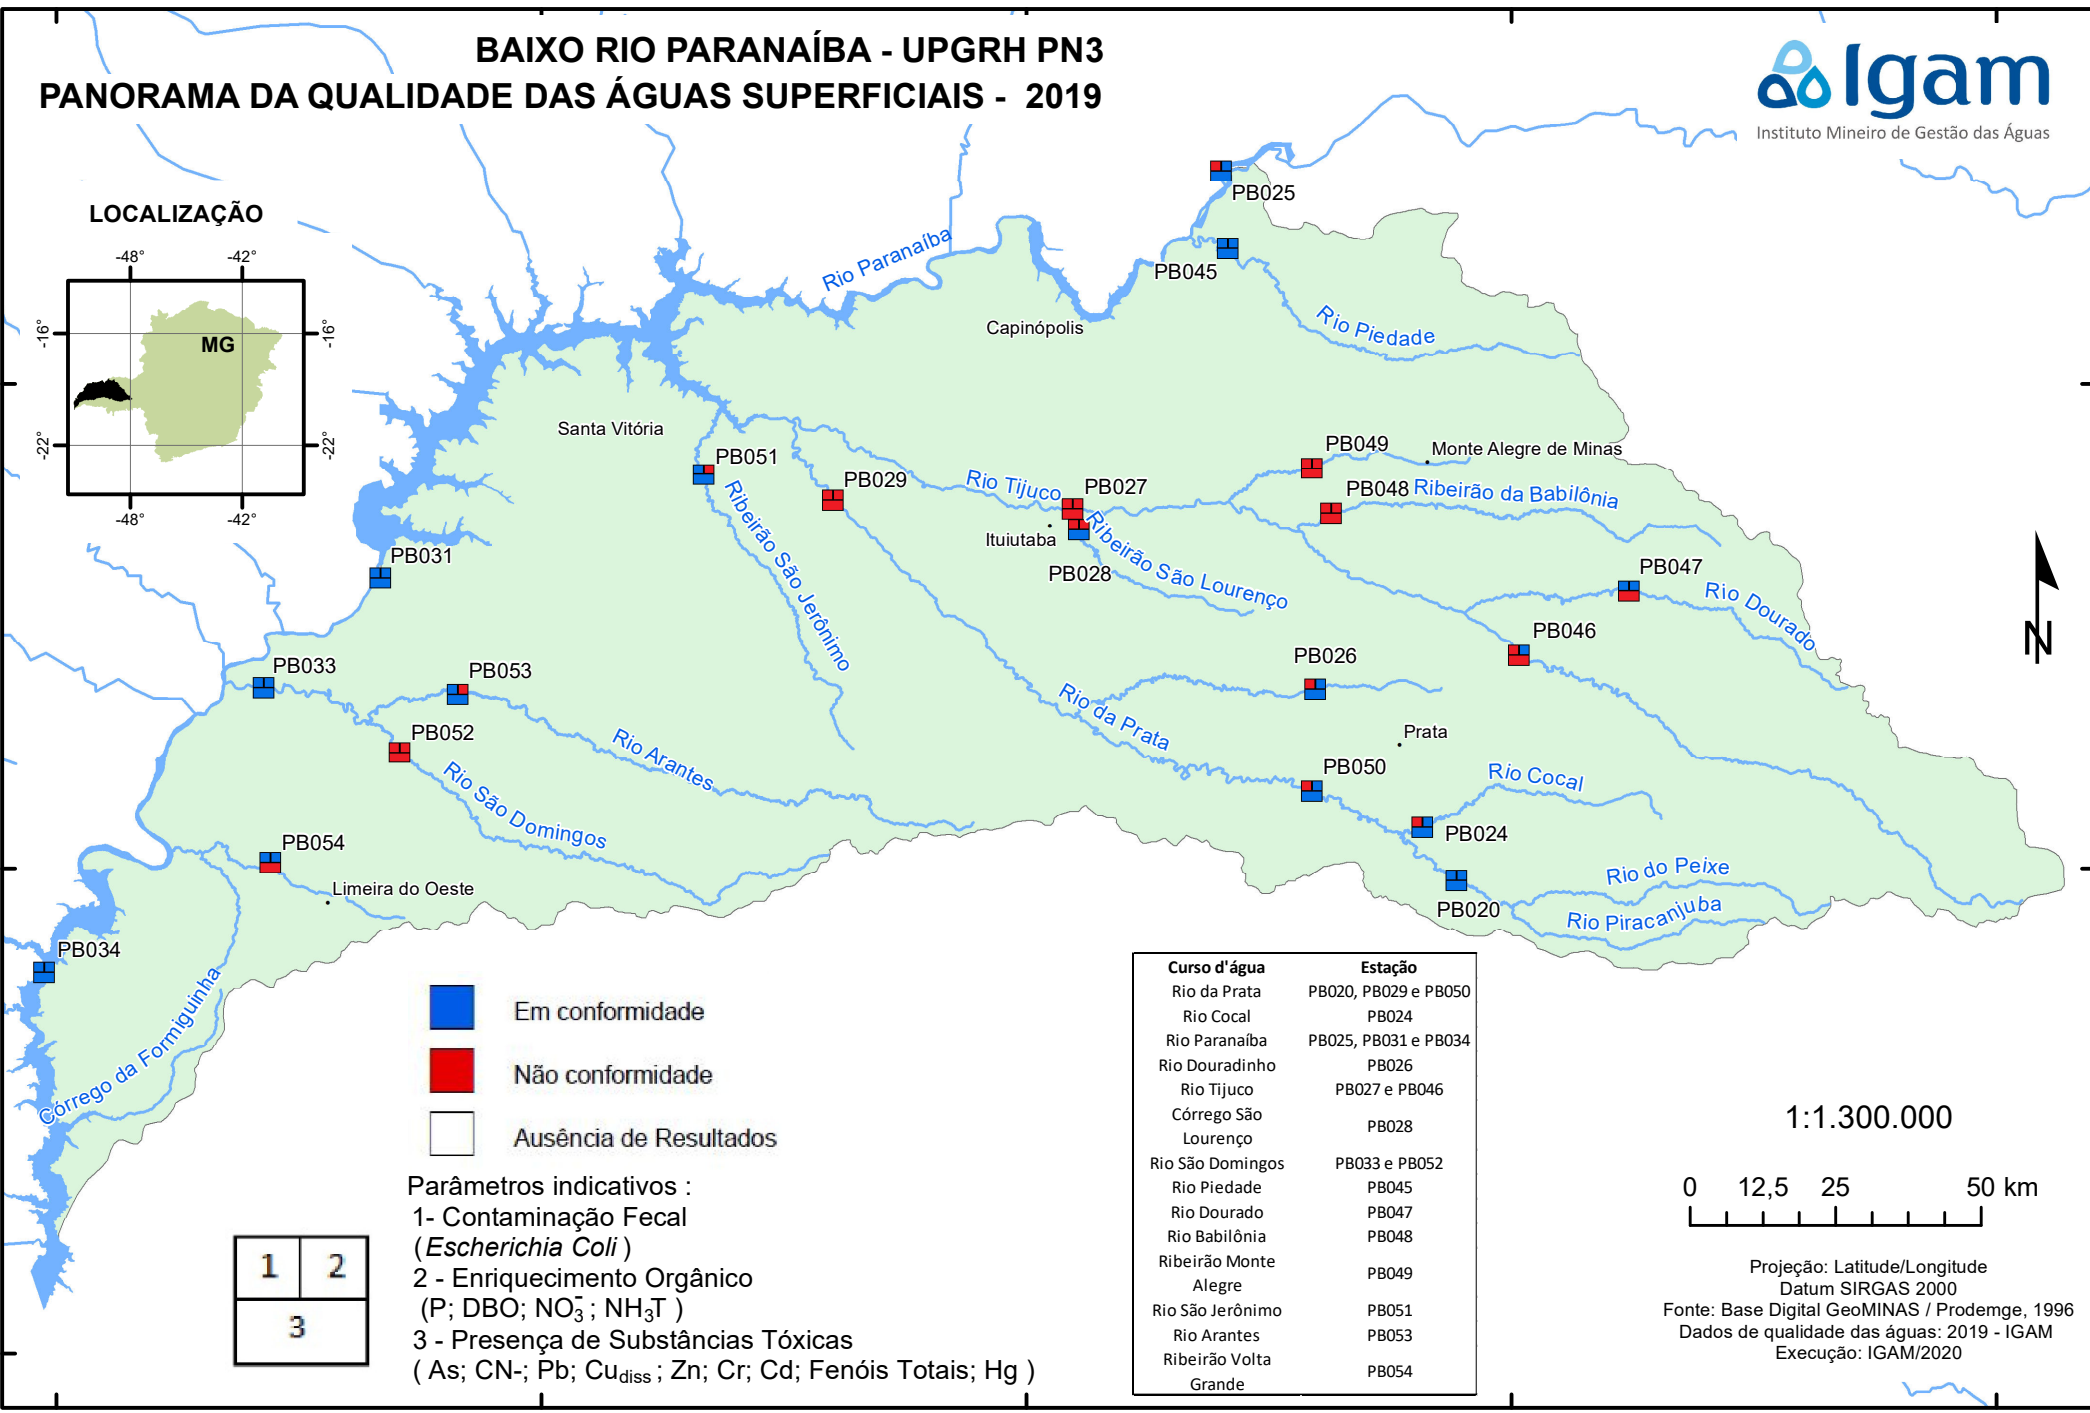 BAIXO RIO PARANAÍBA - UPGRH PN3
PANORAMA DA QUALIDADE DAS ÁGUAS SUPERFICIAIS - 2019
Igam
Instituto Mineiro de Gestão das Águas
LOCALIZAÇÃO
-48°
-42°
-16°
-16°
MG
-22°
-22°
-48°
-42°
PB025
PB045
Rio Paranaíba
Rio Piedade
Capinópolis
Santa Vitória
PB051
PB029
Rio Tijuco
PB027
PB049
Monte Alegre de Minas
PB048
Ribeirão da Babilônia
Ituiutaba
PB028
Ribeirão São Lourenço
Ribeirão São Jerônimo
PB031
PB047
Rio Dourado
PB046
PB026
PB033
PB053
PB052
Rio Arantes
Rio São Domingos
Rio da Prata
Prata
PB050
Rio Cocal
PB024
PB054
Limeira do Oeste
Rio do Peixe
PB020
Rio Piracanjuba
PB034
Córrego da Formiguinha
N
Em conformidade
Não conformidade
Ausência de Resultados
Parâmetros indicativos :
1- Contaminação Fecal
(Escherichia Coli )
2 - Enriquecimento Orgânico
(P; DBO; NO₃⁻; NH₃T )
3 - Presença de Substâncias Tóxicas
( As; CN-; Pb; Cu_diss ; Zn; Cr; Cd; Fenóis Totais; Hg )
1 2
3
Curso d'água Estação
Rio da Prata PB020, PB029 e PB050
Rio Cocal PB024
Rio Paranaíba PB025, PB031 e PB034
Rio Douradinho PB026
Rio Tijuco PB027 e PB046
Córrego São
Lourenço PB028
Rio São Domingos PB033 e PB052
Rio Piedade PB045
Rio Dourado PB047
Rio Babilônia PB048
Ribeirão Monte
Alegre PB049
Rio São Jerônimo PB051
Rio Arantes PB053
Ribeirão Volta
Grande PB054
1:1.300.000
0 12,5 25 50 km
Projeção: Latitude/Longitude
Datum SIRGAS 2000
Fonte: Base Digital GeoMINAS / Prodemge, 1996
Dados de qualidade das águas: 2019 - IGAM
Execução: IGAM/2020